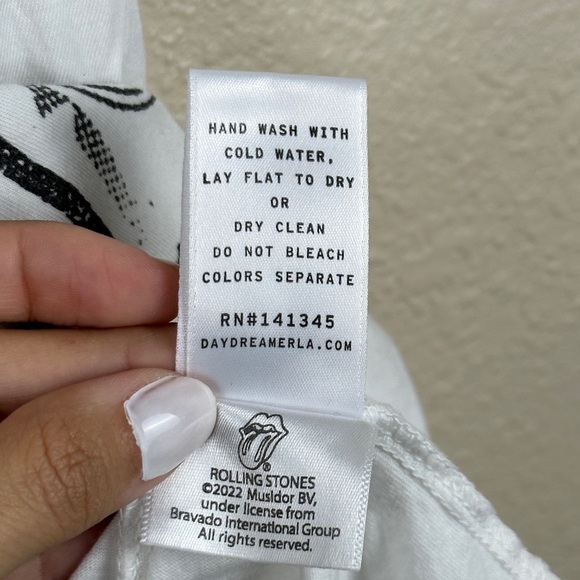 HAND WASH WITH
COLD WATER,
LAY FLAT TO DRY
OR
DRY CLEAN
DO NOT BLEACH
COLORS SEPARATE
RN#141345
DAYDREAMERLA.COM
®
ROLLING STONES
©2022 Musidor BV,
under license from
Bravado International Group
All rights reserved.